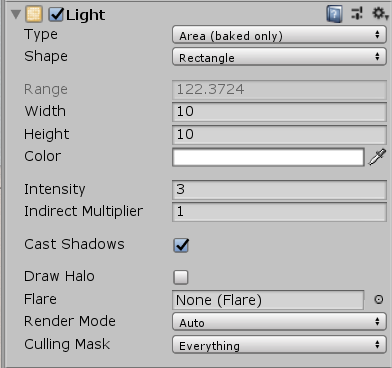 Light
Type Area (baked only)
Shape Rectangle
Range 122.3724
Width 10
Height 10
Color
Intensity 3
Indirect Multiplier 1
Cast Shadows
Draw Halo
Flare None (Flare)
Render Mode Auto
Culling Mask Everything